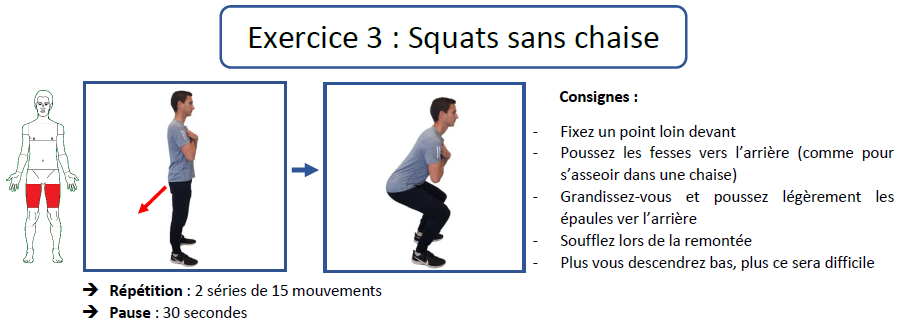 Exercice 3 : Squats sans chaise
Consignes :
- Fixez un point loin devant
- Poussez les fesses vers l’arrière (comme pour
s’asseoir dans une chaise)
- Grandissez-vous et poussez légèrement les
épaules ver l’arrière
- Soufflez lors de la remontée
- Plus vous descendrez bas, plus ce sera difficile
➔ Répétition : 2 séries de 15 mouvements
➔ Pause : 30 secondes